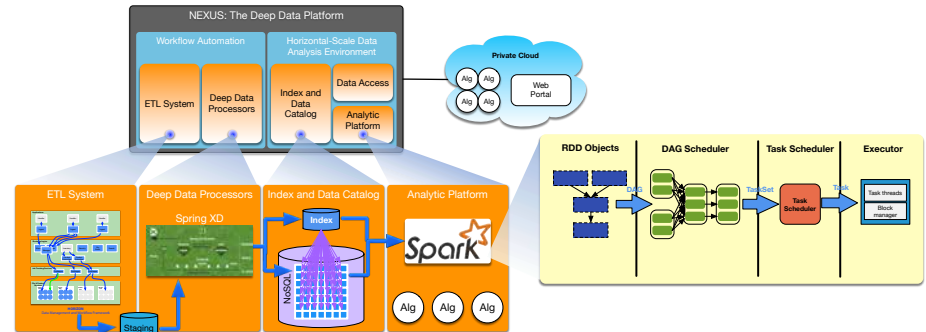 NEXUS: The Deep Data Platform
Workflow Automation
Horizontal-Scale Data
Analysis Environment
ETL System
Deep Data
Processors
Index and
Data
Catalog
Data Access
Analytic
Platform
Private Cloud
Alg
Alg
Alg
Alg
Web
Portal
ETL System
Deep Data Processors
Index and Data Catalog
Analytic Platform
Spring XD
Index
NoSQL
Spark
Alg
Alg
Alg
Staging
RDD Objects
DAG Scheduler
Task Scheduler
Executor
DAG
TaskSet
Task
Task
Scheduler
Task threads
Block
manager